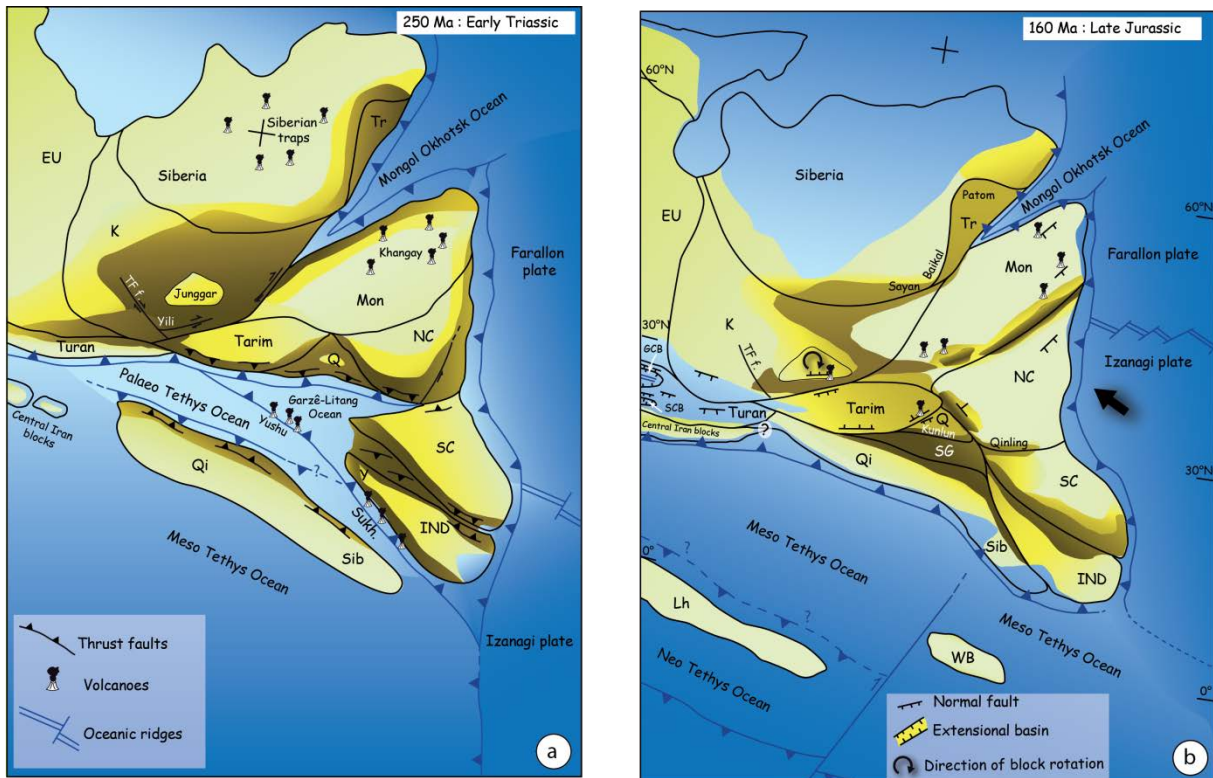 250 Ma : Early Triassic
Siberian
traps
Tr
EU
Siberia
Mongol Okhotsk Ocean
K
Khangay
Farallon
plate
Junggar
Mon
TF f.
Yili
Turan
Tarim
Q
NC
Palaeo Tethys Ocean
Garzê-Litang
Ocean
Central Iran
blocks
Yushu
SC
Qi
?
Y
Sukh.
IND
Meso Tethys Ocean
Sib
Izanagi plate
Thrust faults
Volcanoes
Oceanic ridges
a
160 Ma : Late Jurassic
60°N
Siberia
EU
Patom
Tr
Mongol Okhotsk Ocean
60°N
Baikal
Farallon plate
Sayan
Mon
30°N
K
GCB
TF f.
Izanagi plate
SCB
NC
Turan
Tarim
Q
Central Iran blocks
?
Kunlun
Qinling
SG
Qi
SC
30°N
0°
?
Meso Tethys Ocean
Sib
IND
Lh
?
Meso Tethys Ocean
Neo Tethys Ocean
WB
0°
Normal fault
Extensional basin
Direction of block rotation
b